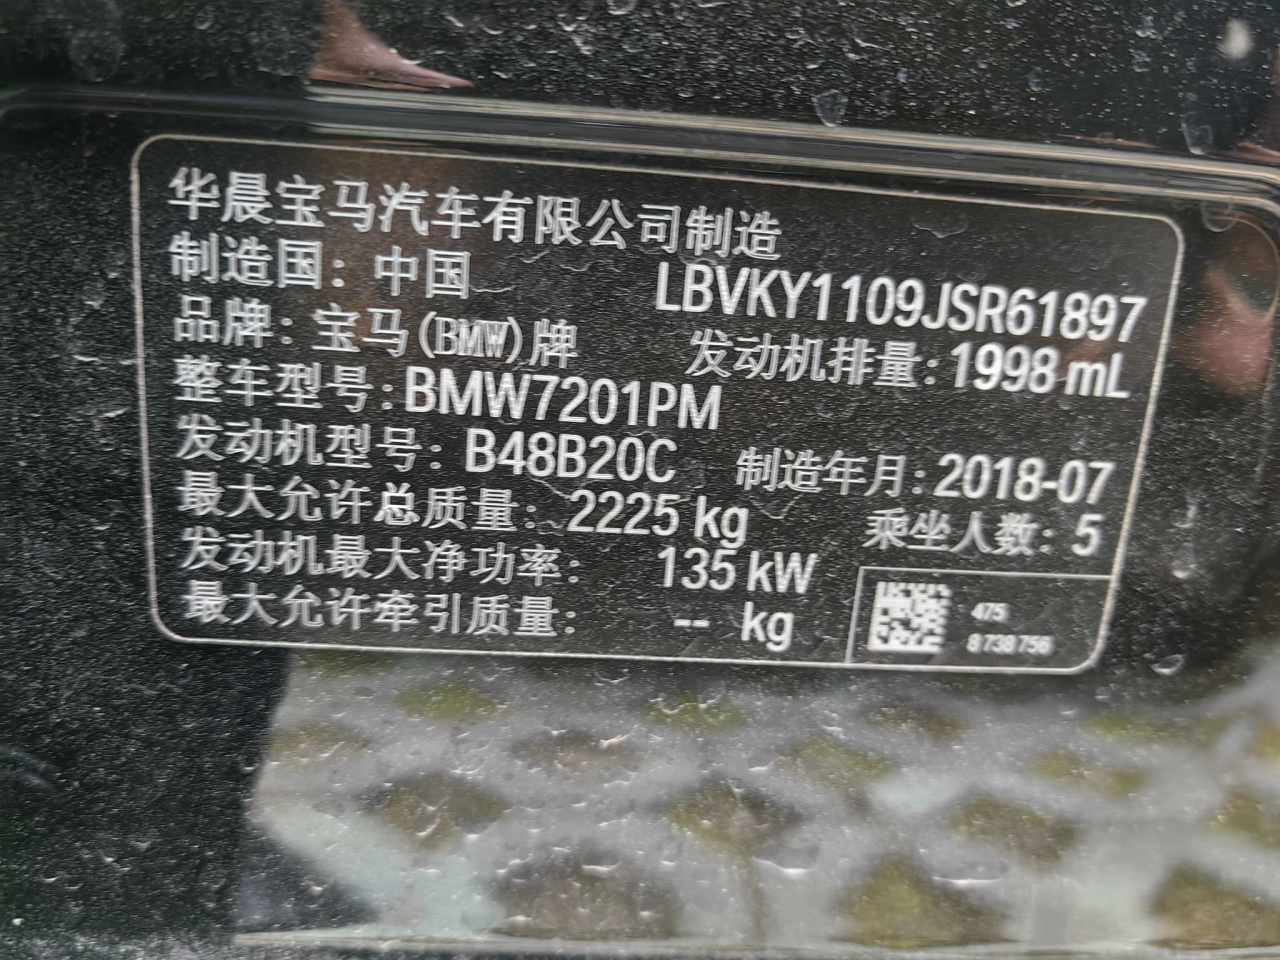 华晨宝马汽车有限公司制造
制造国：中国 LBVKY1109JSR61897
品牌：宝马(BMW)牌 发动机排量：1998 mL
整车型号：BMW7201PM
发动机型号：B48B20C 制造年月：2018-07
最大允许总质量：2225 kg 乘坐人数：5
发动机最大净功率：135 kW
最大允许牵引质量：-- kg
475
8738756